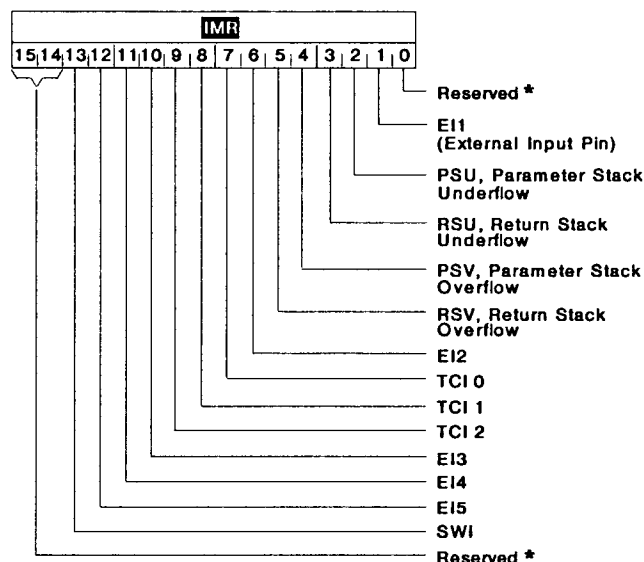 IMR
15 14 13 12 11 10 9 8 7 6 5 4 3 2 1 0
Reserved *
EI1
(External Input Pin)
PSU, Parameter Stack
Underflow
RSU, Return Stack
Underflow
PSV, Parameter Stack
Overflow
RSV, Return Stack
Overflow
EI2
TCI 0
TCI 1
TCI 2
EI3
EI4
EI5
SWI
Reserved *